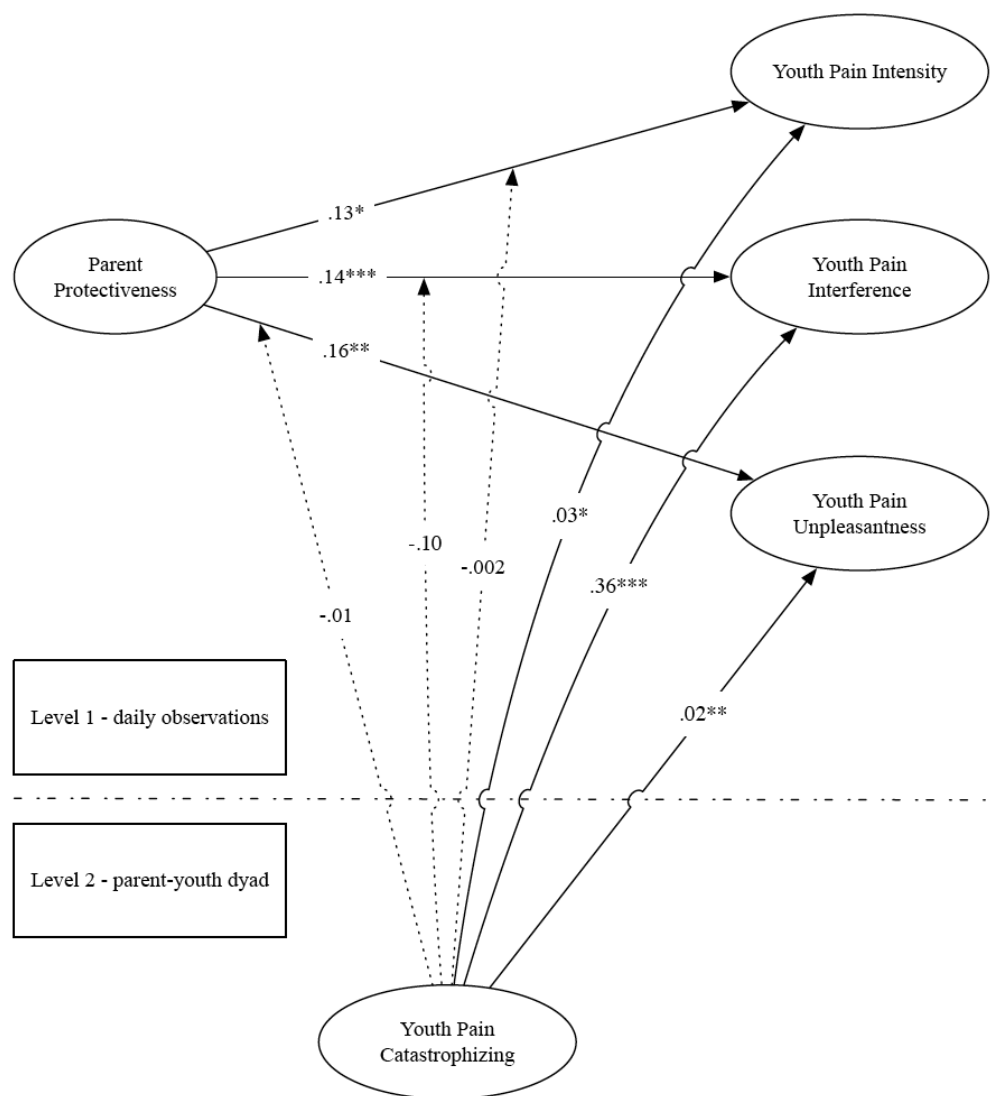 Youth Pain Intensity
.13*
Parent
Protectiveness
.14***
Youth Pain
Interference
.16**
Youth Pain
Unpleasantness
.03*
-.10
-.002
.36***
-.01
Level 1 - daily observations
.02**
Level 2 - parent-youth dyad
Youth Pain
Catastrophizing